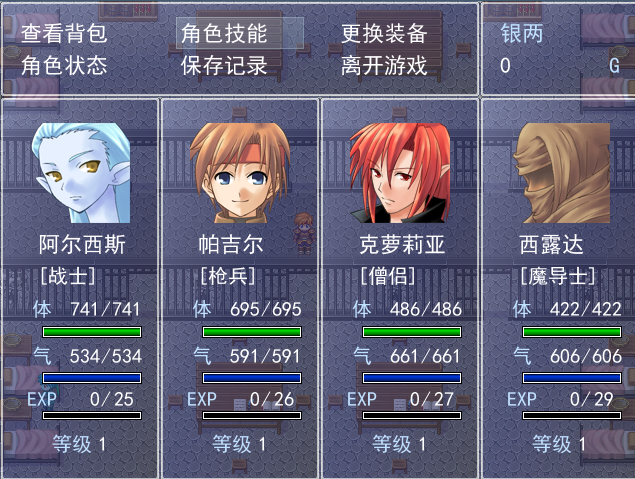 查看背包 角色技能 更换装备
角色状态 保存记录 离开游戏
银两
0 G
阿尔西斯
[战士]
体 741/741
气 534/534
EXP 0/25
等级 1
帕吉尔
[枪兵]
体 695/695
气 591/591
EXP 0/26
等级 1
克萝莉亚
[僧侣]
体 486/486
气 661/661
EXP 0/27
等级 1
西露达
[魔导士]
体 422/422
气 606/606
EXP 0/29
等级 1